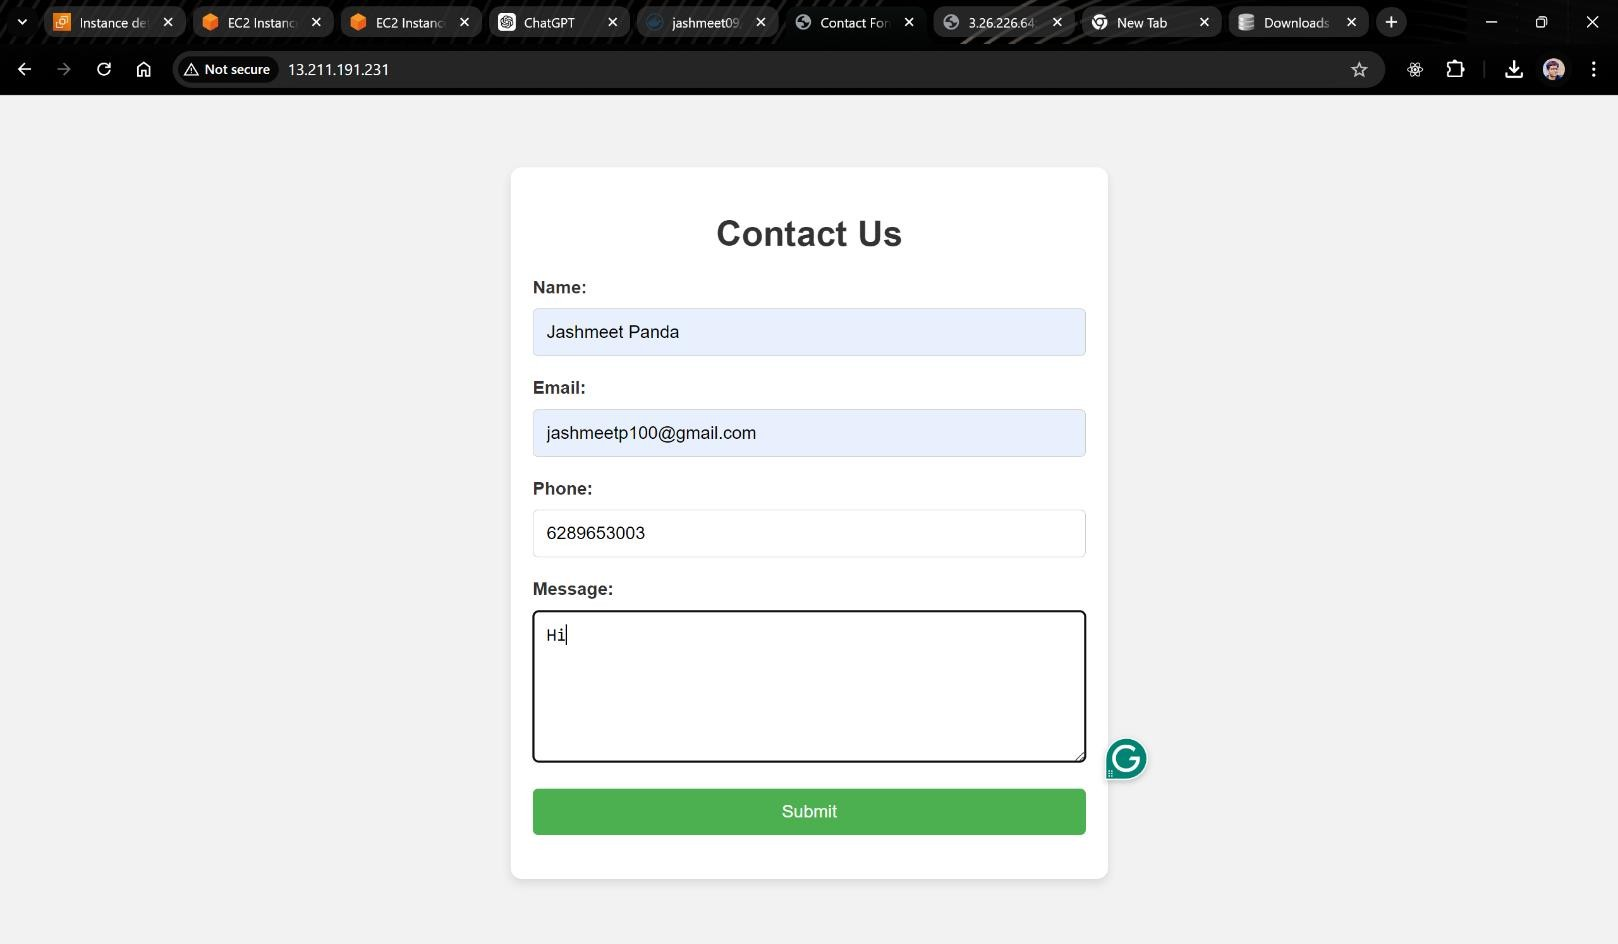 Instance de
EC2 Instanc
EC2 Instanc
ChatGPT
jashmeet09
Contact For
3.26.226.64
New Tab
Downloads
Not secure
13.211.191.231
Contact Us
Name:
Jashmeet Panda
Email:
jashmeetp100@gmail.com
Phone:
6289653003
Message:
Hi
Submit